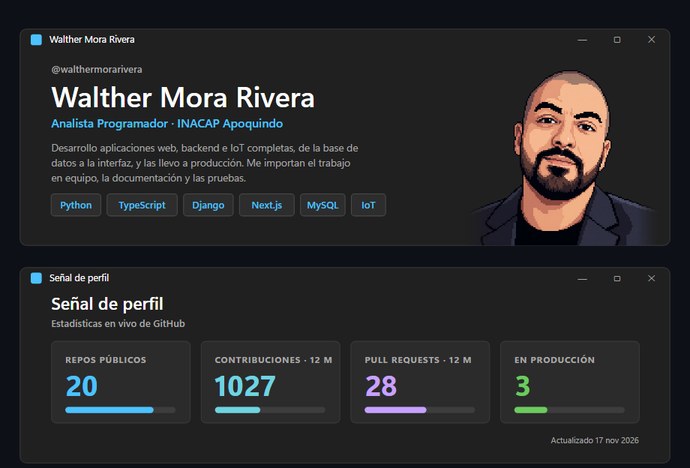 Walther Mora Rivera
@walthermorarivera
Walther Mora Rivera
Analista Programador · INACAP Apoquindo
Desarrollo aplicaciones web, backend e IoT completas, de la base de
datos a la interfaz, y las llevo a producción. Me importan el trabajo
en equipo, la documentación y las pruebas.
Python TypeScript Django Next.js MySQL IoT
Señal de perfil
Señal de perfil
Estadísticas en vivo de GitHub
REPOS PÚBLICOS CONTRIBUCIONES · 12 M PULL REQUESTS · 12 M EN PRODUCCIÓN
20 1027 28 3
Actualizado 17 nov 2026